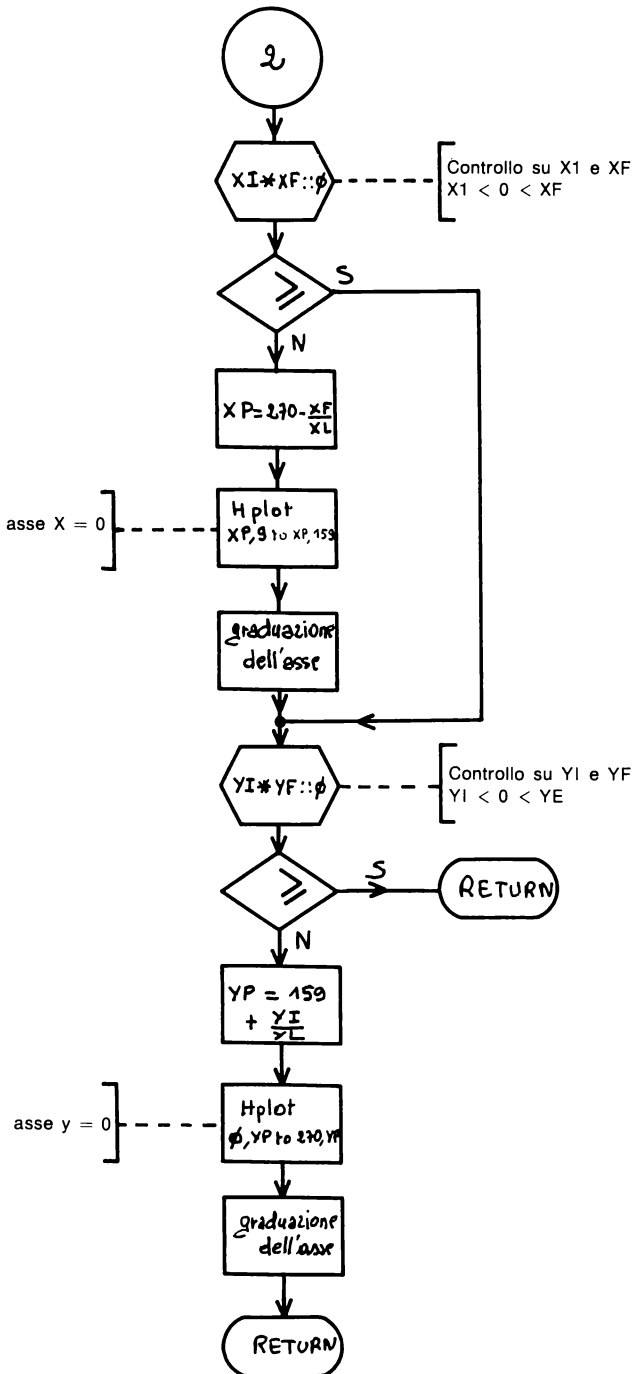 2
XI*XF::ϕ
Controllo su X1 e XF
X1 < 0 < XF
≥
S
N
XP=270-XF/XL
asse X = 0
Hplot
XP,9 to XP,159
graduazione
dell'asse
YI*YF::ϕ
Controllo su YI e YF
YI < 0 < YE
≥
S
RETURN
N
YP = 159
+ YI/YL
asse y = 0
Hplot
ϕ,YP to 270,YP
graduazione
dell'asse
RETURN